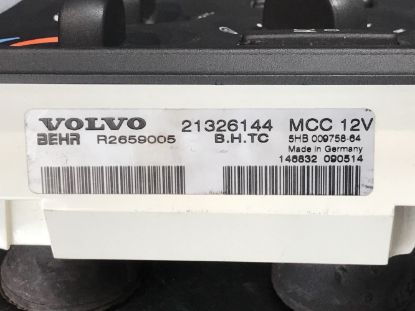 VOLVO 21326144 MCC 12V
BEHR R2659005 B.H.TC 5HB 009758-64
Made in Germany
146832 090514